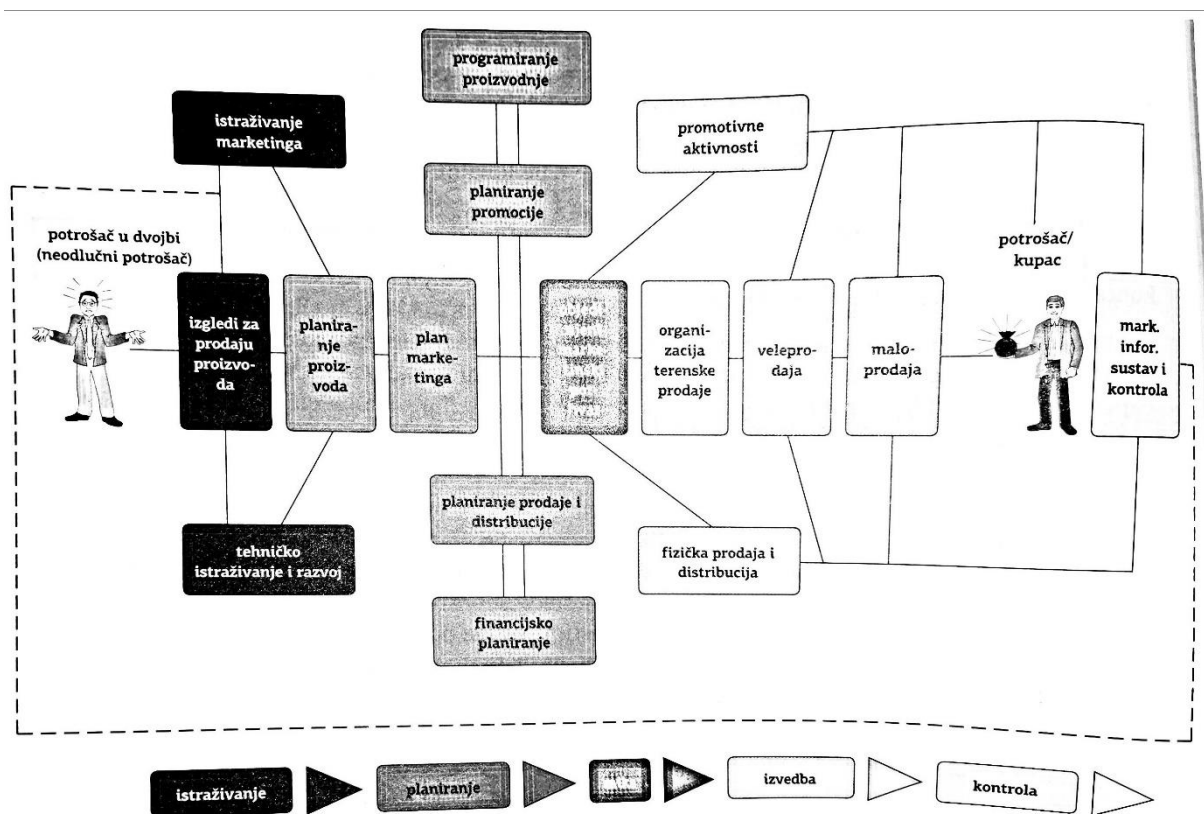 programiranje
proizvodnje
istraživanje
marketinga
promotivne
aktivnosti
planiranje
promocije
potrošač u dvojbi
(neodlučni potrošač)
potrošač/
kupac
izgledi za
prodaju
proizvo-
da
planira-
nje
proiz-
voda
plan
marke-
tinga
organi-
zacija
terenske
prodaje
velepro-
daja
malo-
prodaja
mark.
infor.
sustav i
kontrola
planiranje prodaje i
distribucije
tehničko
istraživanje i razvoj
fizička prodaja i
distribucija
financijsko
planiranje
istraživanje
planiranje
izvedba
kontrola